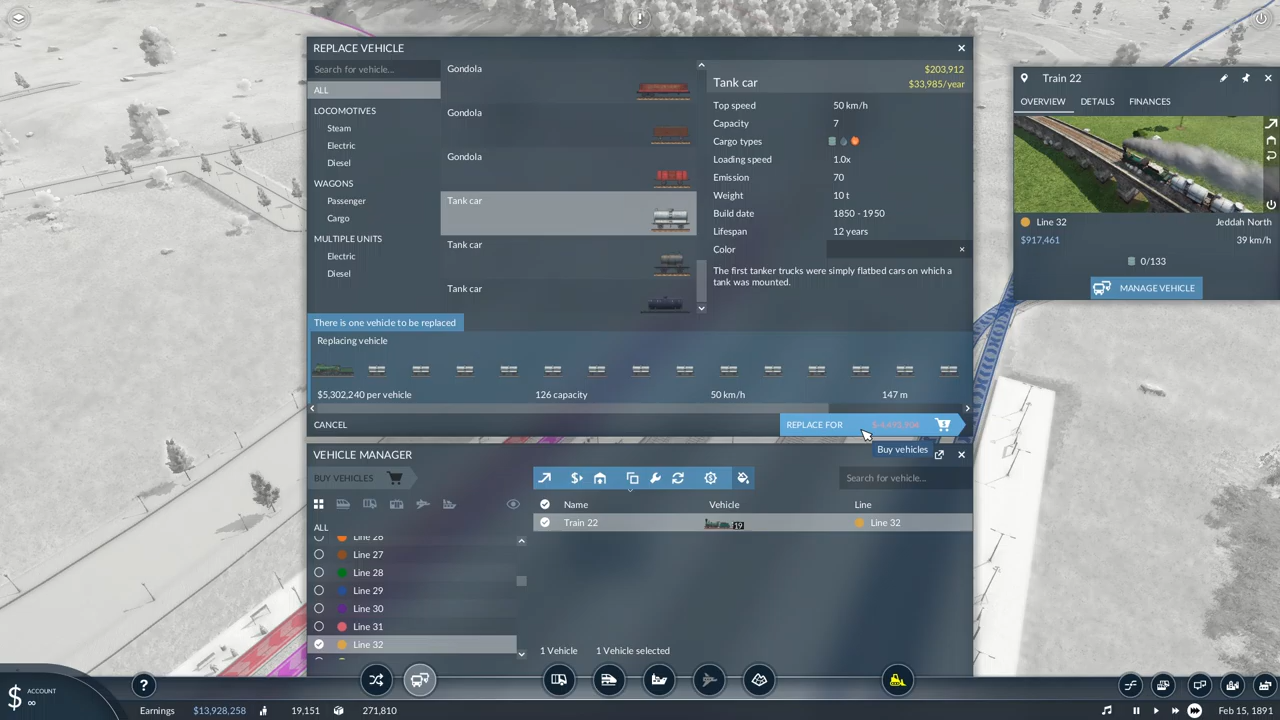 REPLACE VEHICLE
Search for vehicle...
ALL
LOCOMOTIVES
Steam
Electric
Diesel
WAGONS
Passenger
Cargo
MULTIPLE UNITS
Electric
Diesel
Gondola
Gondola
Gondola
Tank car
Tank car
Tank car
$203,912
Tank car
$33,985/year
Top speed 50 km/h
Capacity 7
Cargo types
Loading speed 1.0x
Emission 70
Weight 10 t
Build date 1850 - 1950
Lifespan 12 years
Color
The first tanker trucks were simply flatbed cars on which a
tank was mounted.
There is one vehicle to be replaced
Replacing vehicle
$5,302,240 per vehicle 126 capacity 50 km/h 147 m
CANCEL
REPLACE FOR
Buy vehicles
Train 22
OVERVIEW DETAILS FINANCES
Line 32 Jeddah North
$917,461 39 km/h
0/133
MANAGE VEHICLE
VEHICLE MANAGER
BUY VEHICLES
Search for vehicle...
ALL
Line 26
Line 27
Line 28
Line 29
Line 30
Line 31
Line 32
Name Vehicle Line
Train 22 19 Line 32
1 Vehicle 1 Vehicle selected
$ ACCOUNT
∞
?
Earnings $13,928,258 19,151 271,810
Feb 15, 1891